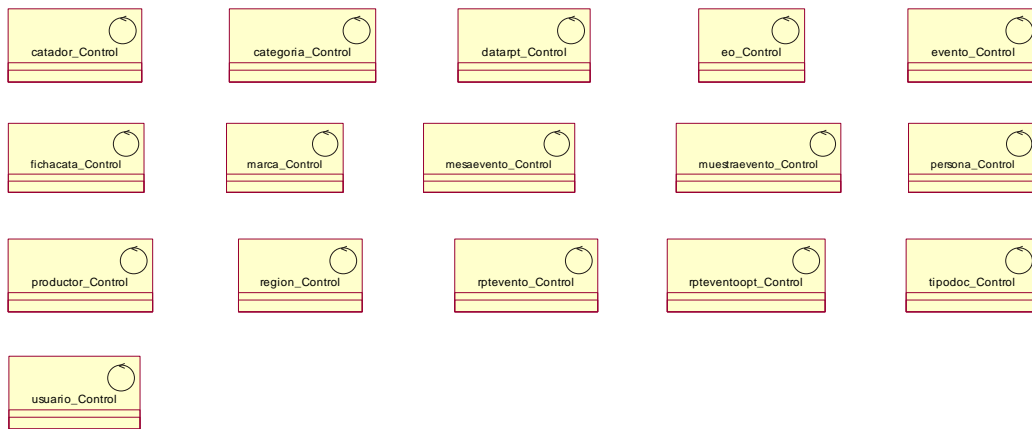 catador_Control
categoria_Control
datarpt_Control
eo_Control
evento_Control
fichacata_Control
marca_Control
mesaevento_Control
muestraevento_Control
persona_Control
productor_Control
region_Control
rptevento_Control
rpteventoopt_Control
tipodoc_Control
usuario_Control